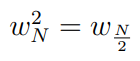 $w_N^2 = w_{\frac{N}{2}}$